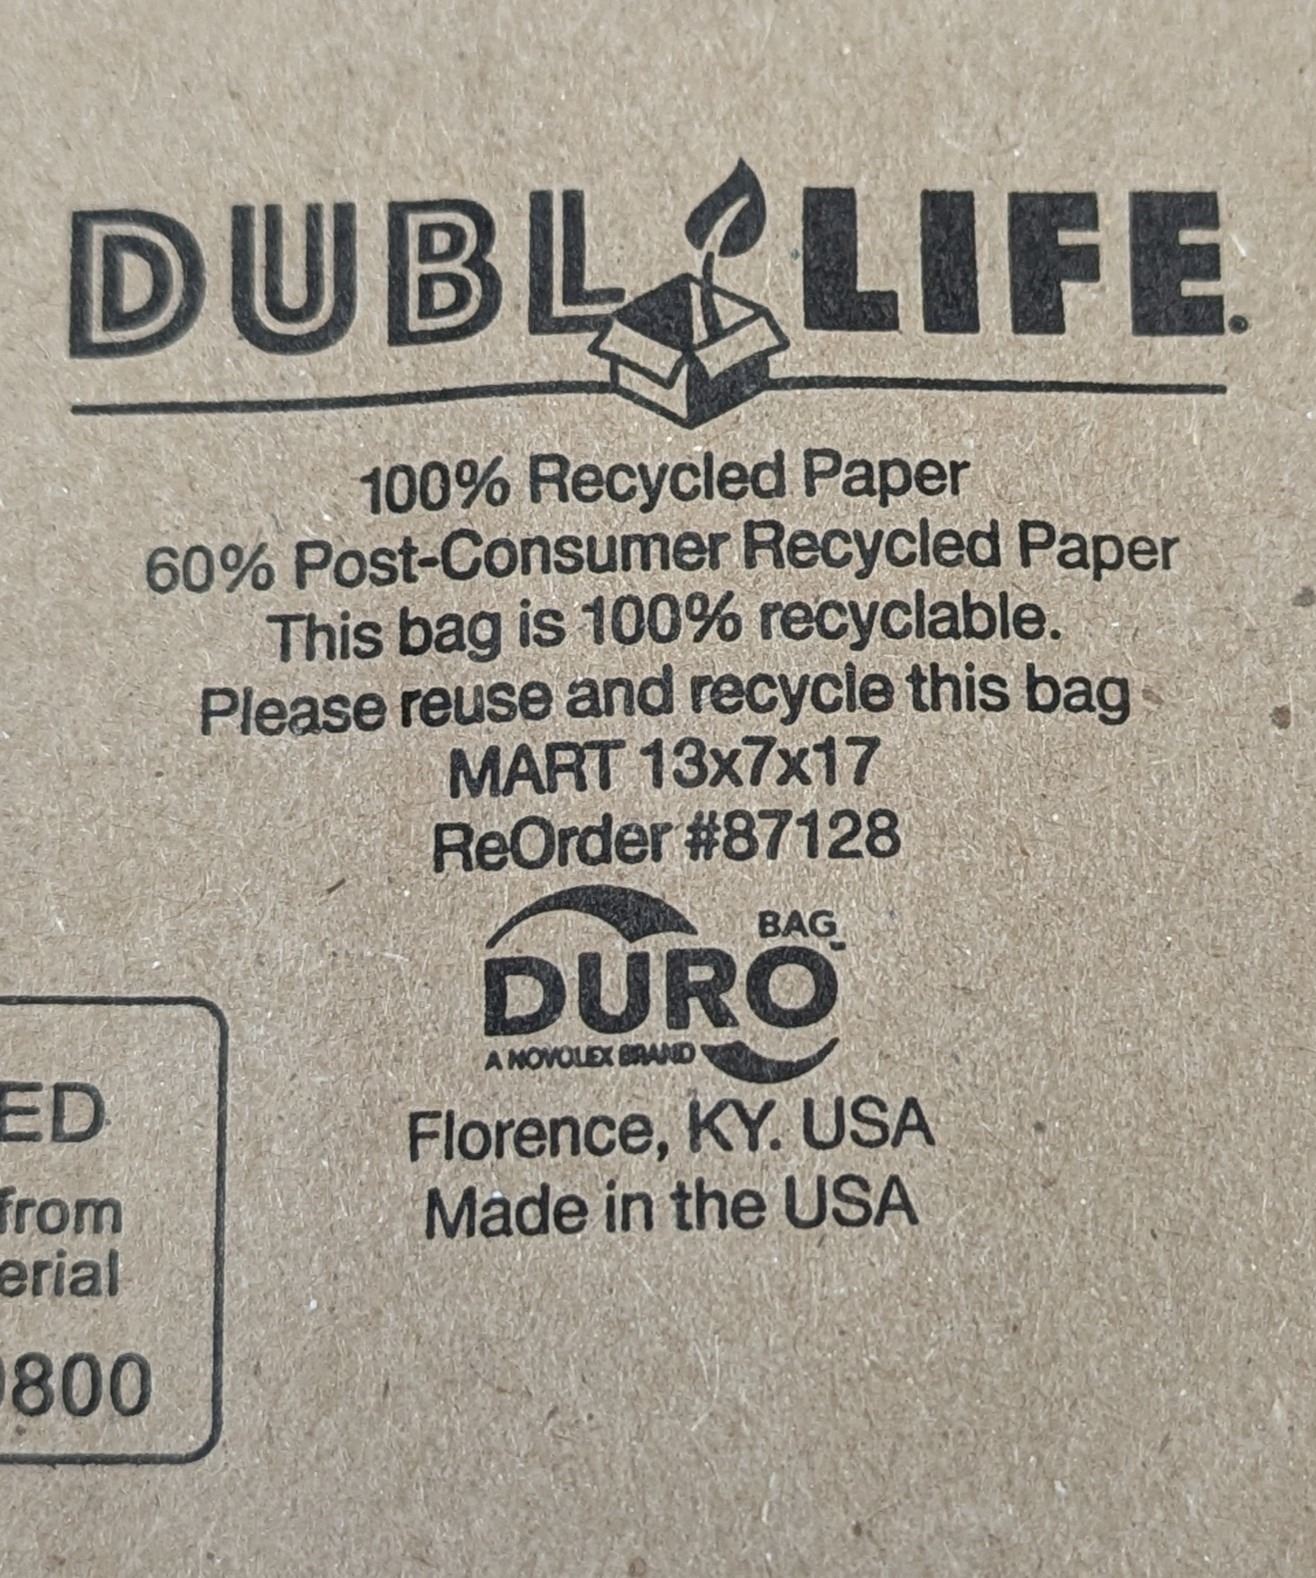 DUBL LIFE.
100% Recycled Paper
60% Post-Consumer Recycled Paper
This bag is 100% recyclable.
Please reuse and recycle this bag
MART 13x7x17
ReOrder #87128
BAG
DURO
A NOVOLEX BRAND
Florence, KY. USA
Made in the USA
ED
from
erial
800